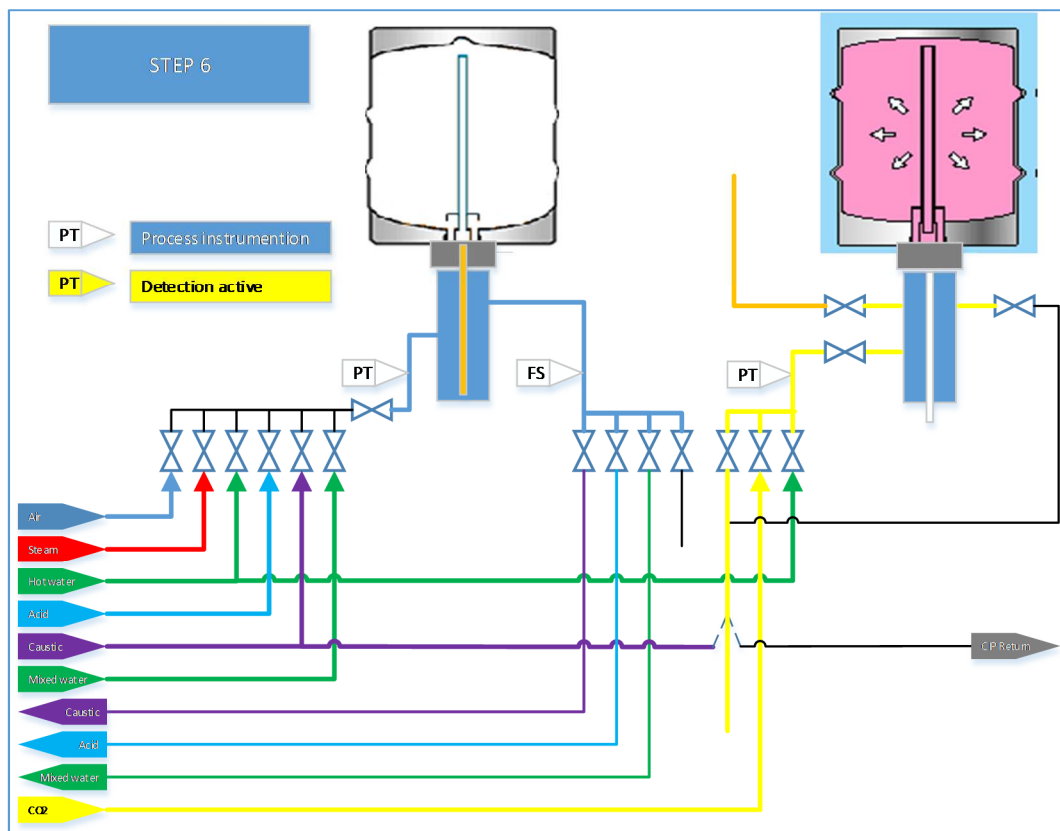 STEP 6
PT
Process instrumention
PT
Detection active
PT
FS
PT
Air
Steam
Hot water
Acid
Caustic
Mixed water
CIP Return
Caustic
Acid
Mixed water
CO2